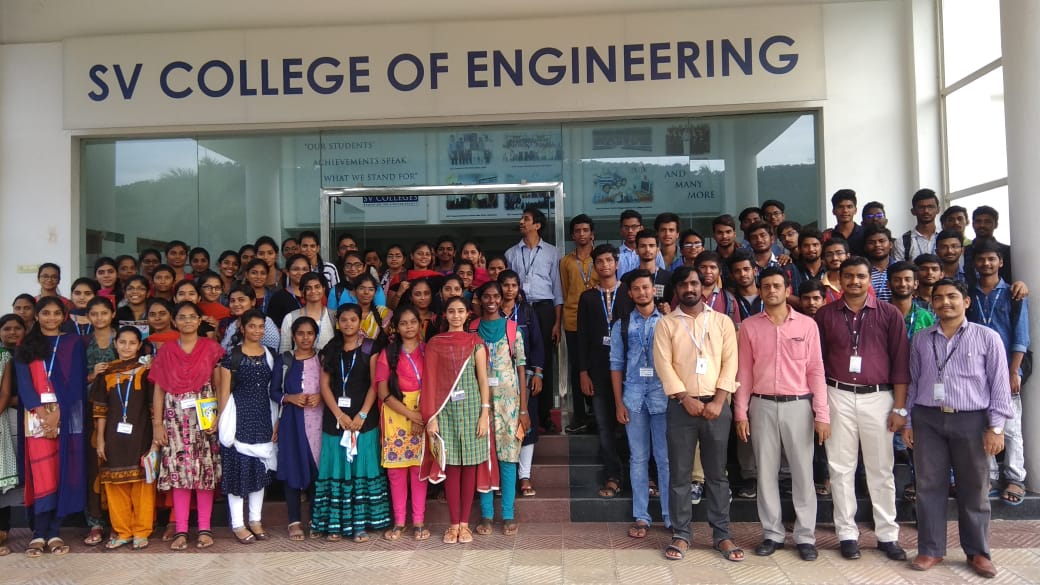 SV COLLEGE OF ENGINEERING
"OUR STUDENTS'
ACHIEVEMENTS SPEAK
WHAT WE STAND FOR"
SV COLLEGES
AND
MANY
MORE